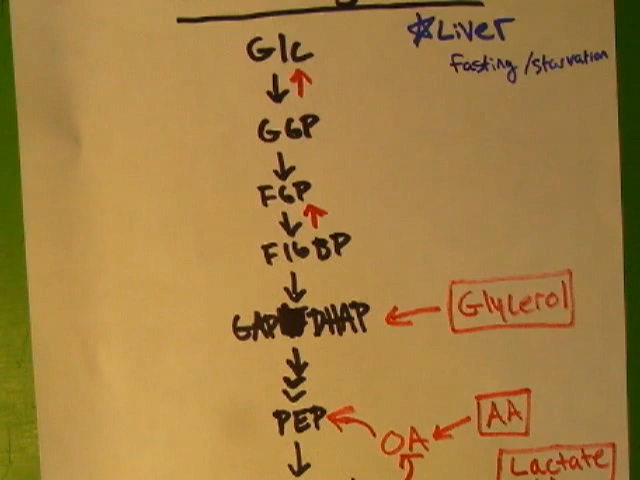 ☆Liver
Fasting/starvation
Glc
G6P
F6P
F16BP
GAP DHAP
Glycerol
PEP
OA
AA
Lactate